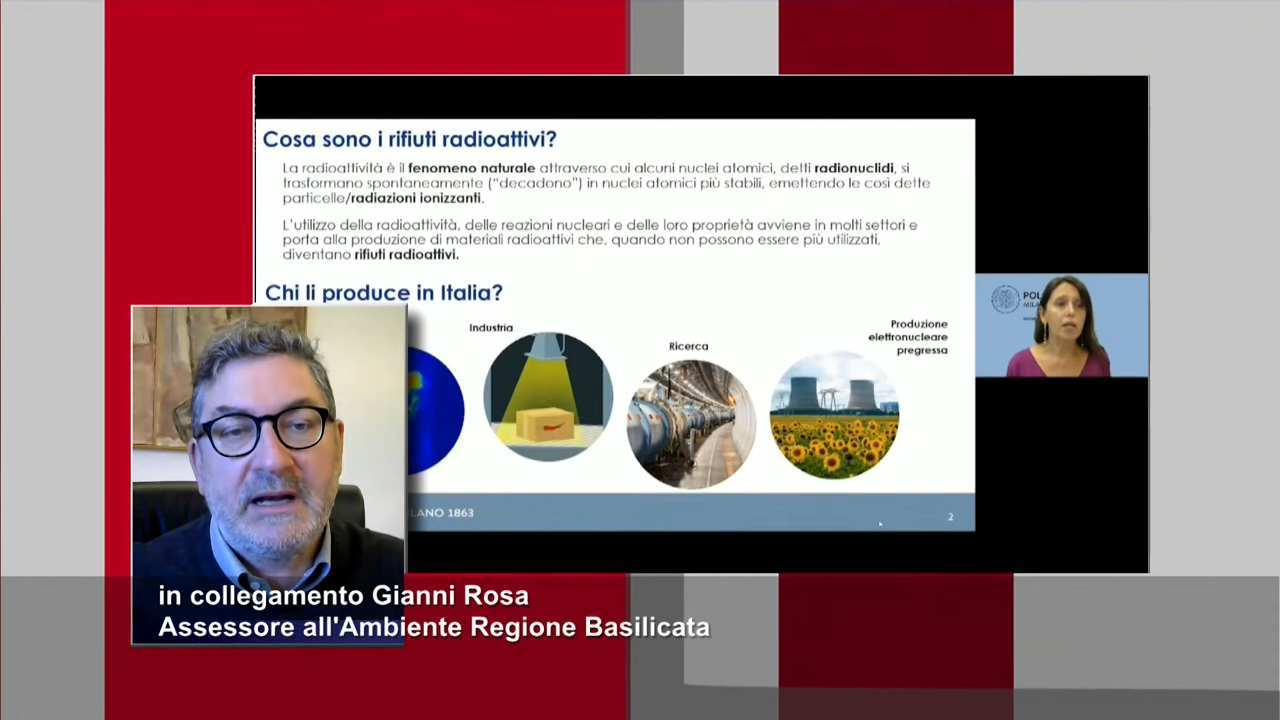 Cosa sono i rifiuti radioattivi?
La radioattività è il fenomeno naturale attraverso cui alcuni nuclei atomici, detti radionuclidi, si
trasformano spontaneamente ("decadono") in nuclei atomici più stabili, emettendo le così dette
particelle/radiazioni ionizzanti.
L'utilizzo della radioattività, delle reazioni nucleari e delle loro proprietà avviene in molti settori e
porta alla produzione di materiali radioattivi che, quando non possono essere più utilizzati,
diventano rifiuti radioattivi.
Chi li produce in Italia?
Industria
Ricerca
Produzione
elettronucleare
pregressa
LANO 1863
2
POL
MILA
in collegamento Gianni Rosa
Assessore all'Ambiente Regione Basilicata